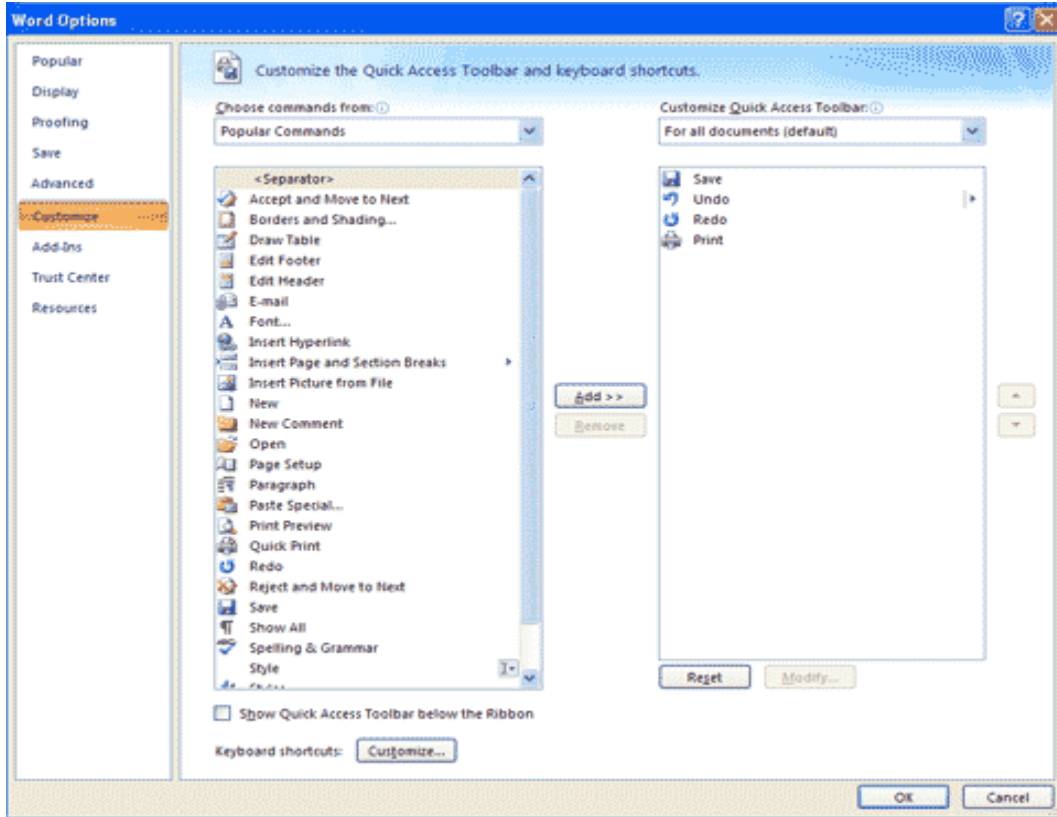 Word Options
Popular
Display
Proofing
Save
Advanced
Customize
Add-Ins
Trust Center
Resources
Customize the Quick Access Toolbar and keyboard shortcuts.
Choose commands from:
Popular Commands
<Separator>
Accept and Move to Next
Borders and Shading...
Draw Table
Edit Footer
Edit Header
E-mail
Font...
Insert Hyperlink
Insert Page and Section Breaks
Insert Picture from File
New
New Comment
Open
Page Setup
Paragraph
Paste Special...
Print Preview
Quick Print
Redo
Reject and Move to Next
Save
Show All
Spelling & Grammar
Style
Show Quick Access Toolbar below the Ribbon
Keyboard shortcuts: Customize...
Add >>
Remove
Customize Quick Access Toolbar:
For all documents (default)
Save
Undo
Redo
Print
Reset Modify...
OK Cancel